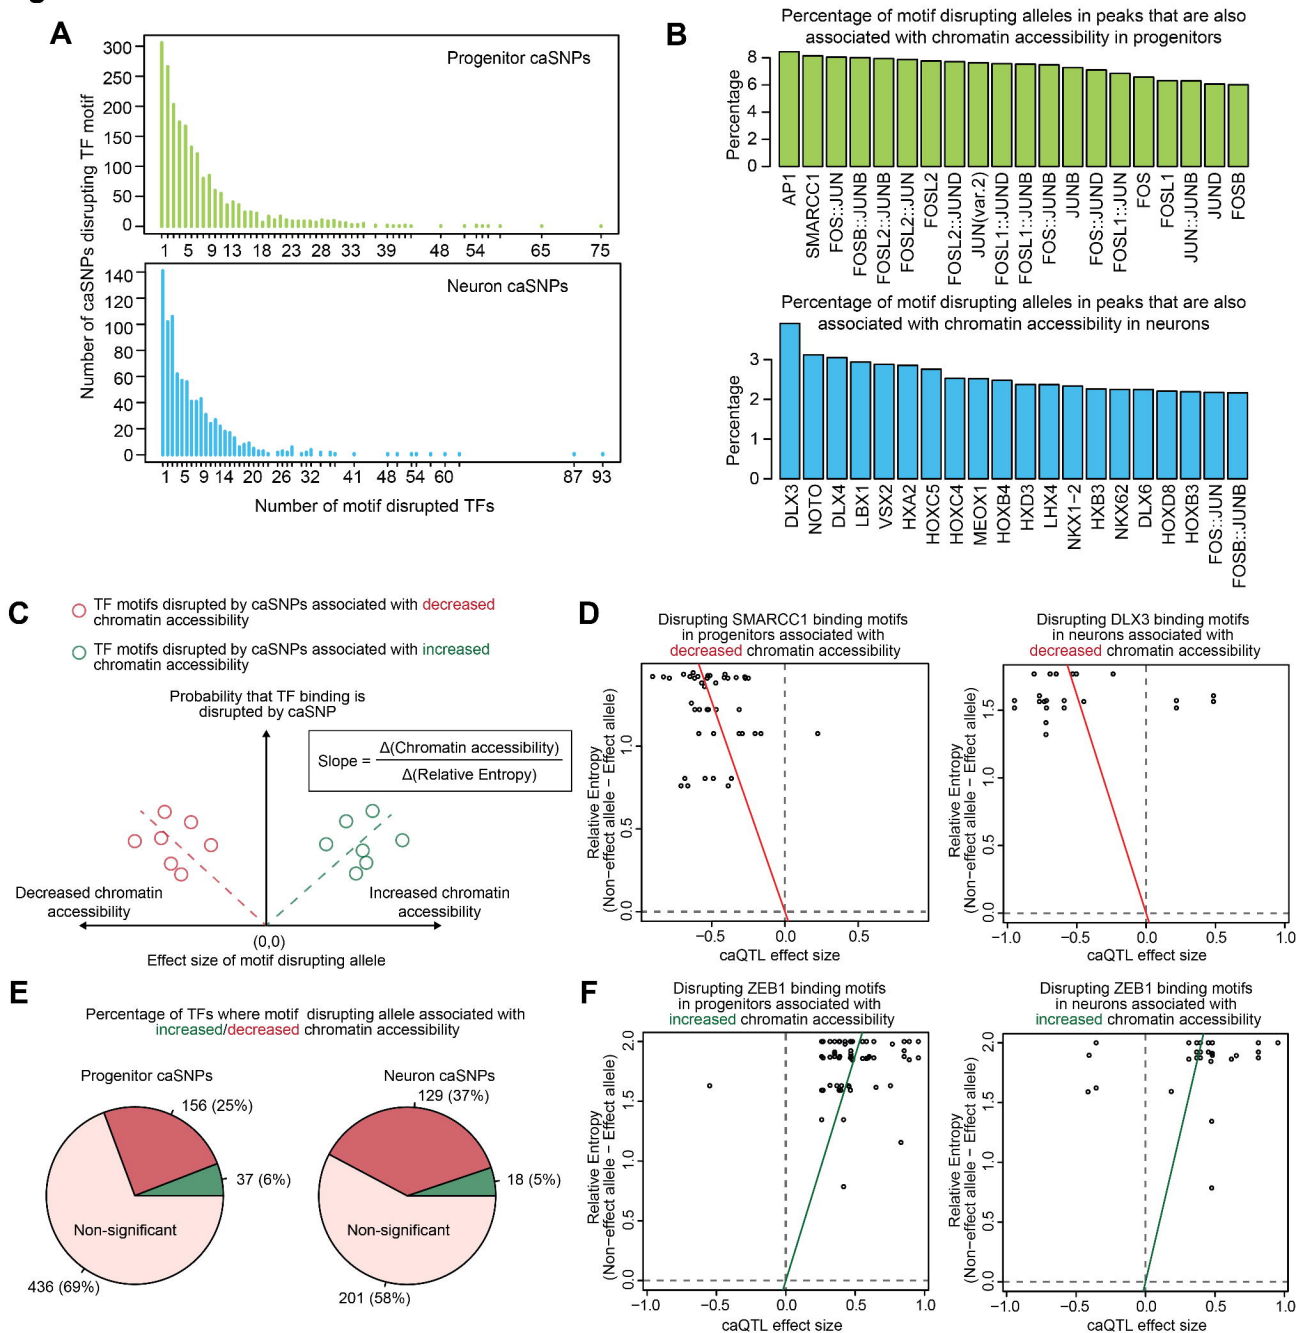 A
Number of caSNPs disrupting TF motif
Progenitor caSNPs
300
250
200
150
100
50
0
1 5 9 13 18 23 28 33 39 48 54 65 75
Neuron caSNPs
140
120
100
80
60
40
20
0
1 5 9 14 20 26 32 41 48 54 60 87 93
Number of motif disrupted TFs
B
Percentage of motif disrupting alleles in peaks that are also
associated with chromatin accessibility in progenitors
Percentage
8
6
4
2
0
AP1
SMARCC1
FOS::JUN
FOSB::JUNB
FOSL2::JUNB
FOSL2::JUN
FOSL2
FOSL2::JUND
JUN(var.2)
FOSL1::JUND
FOSL1::JUNB
FOS::JUNB
JUNB
FOS::JUND
FOSL1::JUN
FOS
FOSL1
JUN::JUNB
JUND
FOSB
Percentage of motif disrupting alleles in peaks that are also
associated with chromatin accessibility in neurons
Percentage
3
2
1
0
DLX3
NOTO
DLX4
LBX1
VSX2
HXA2
HOXC5
HOXC4
MEOX1
HOXB4
HXD3
LHX4
NKX1−2
HXB3
NKX62
DLX6
HOXD8
HOXB3
FOS::JUN
FOSB::JUNB
C
TF motifs disrupted by caSNPs associated with decreased
chromatin accessibility
TF motifs disrupted by caSNPs associated with increased
chromatin accessibility
Probability that TF binding is
disrupted by caSNP
Slope = Δ(Chromatin accessibility)
Δ(Relative Entropy)
Decreased chromatin
accessibility
Increased chromatin
accessibility
(0,0)
Effect size of motif disrupting allele
D
Disrupting SMARCC1 binding motifs
in progenitors associated with
decreased chromatin accessibility
Relative Entropy
(Non−effect allele − Effect allele)
1.0
0.5
0.0
−0.5 0.0 0.5
caQTL effect size
Disrupting DLX3 binding motifs
in neurons associated with
decreased chromatin accessibility
Relative Entropy
(Non−effect allele − Effect allele)
1.5
1.0
0.5
0.0
−1.0 −0.5 0.0 0.5 1.0
caQTL effect size
E
Percentage of TFs where motif disrupting allele associated with
increased/decreased chromatin accessibility
Progenitor caSNPs
156 (25%)
37 (6%)
Non-significant
436 (69%)
Neuron caSNPs
129 (37%)
18 (5%)
Non-significant
201 (58%)
F
Disrupting ZEB1 binding motifs
in progenitors associated with
increased chromatin accessibility
Relative Entropy
(Non−effect allele − Effect allele)
2.0
1.5
1.0
0.5
0.0
−1.0 −0.5 0.0 0.5 1.0
caQTL effect size
Disrupting ZEB1 binding motifs
in neurons associated with
increased chromatin accessibility
Relative Entropy
(Non−effect allele − Effect allele)
2.0
1.5
1.0
0.5
0.0
−1.0 −0.5 0.0 0.5 1.0
caQTL effect size